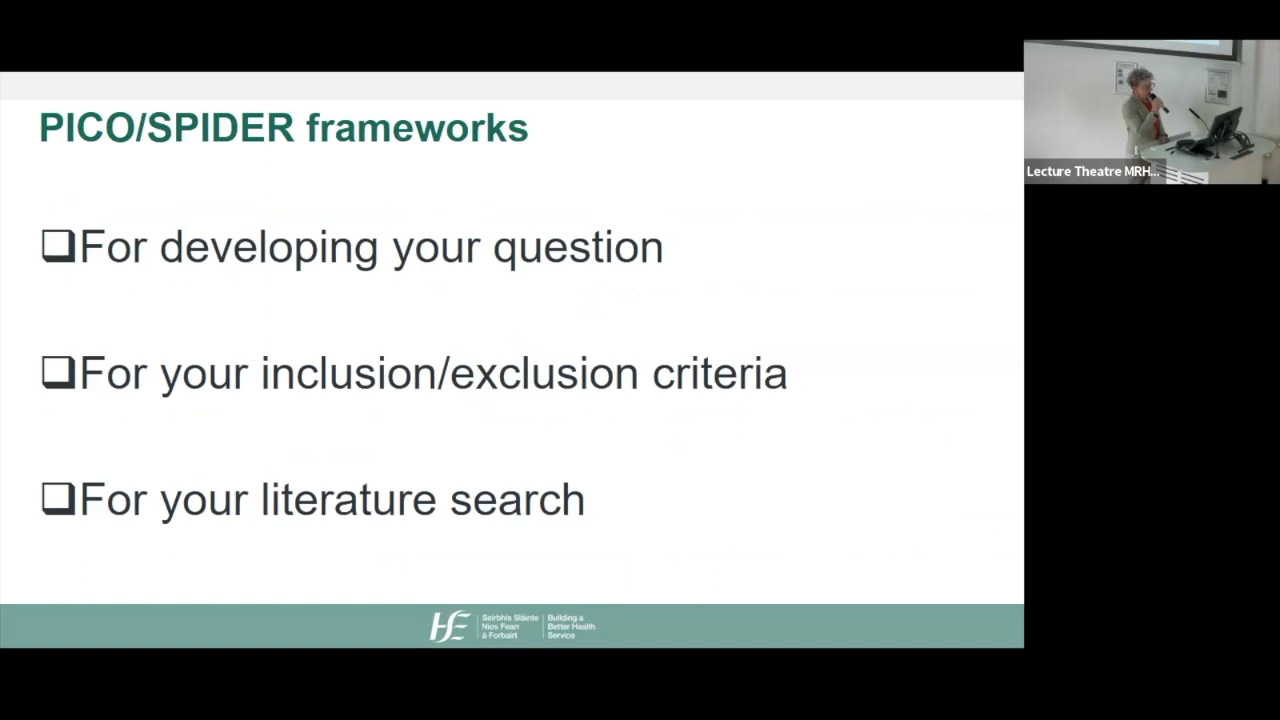 PICO/SPIDER frameworks
❑For developing your question
❑For your inclusion/exclusion criteria
❑For your literature search
Lecture Theatre MRH...
HSE
Seirbhís Sláinte
Níos Fearr
á Forbairt
Building a
Better Health
Service